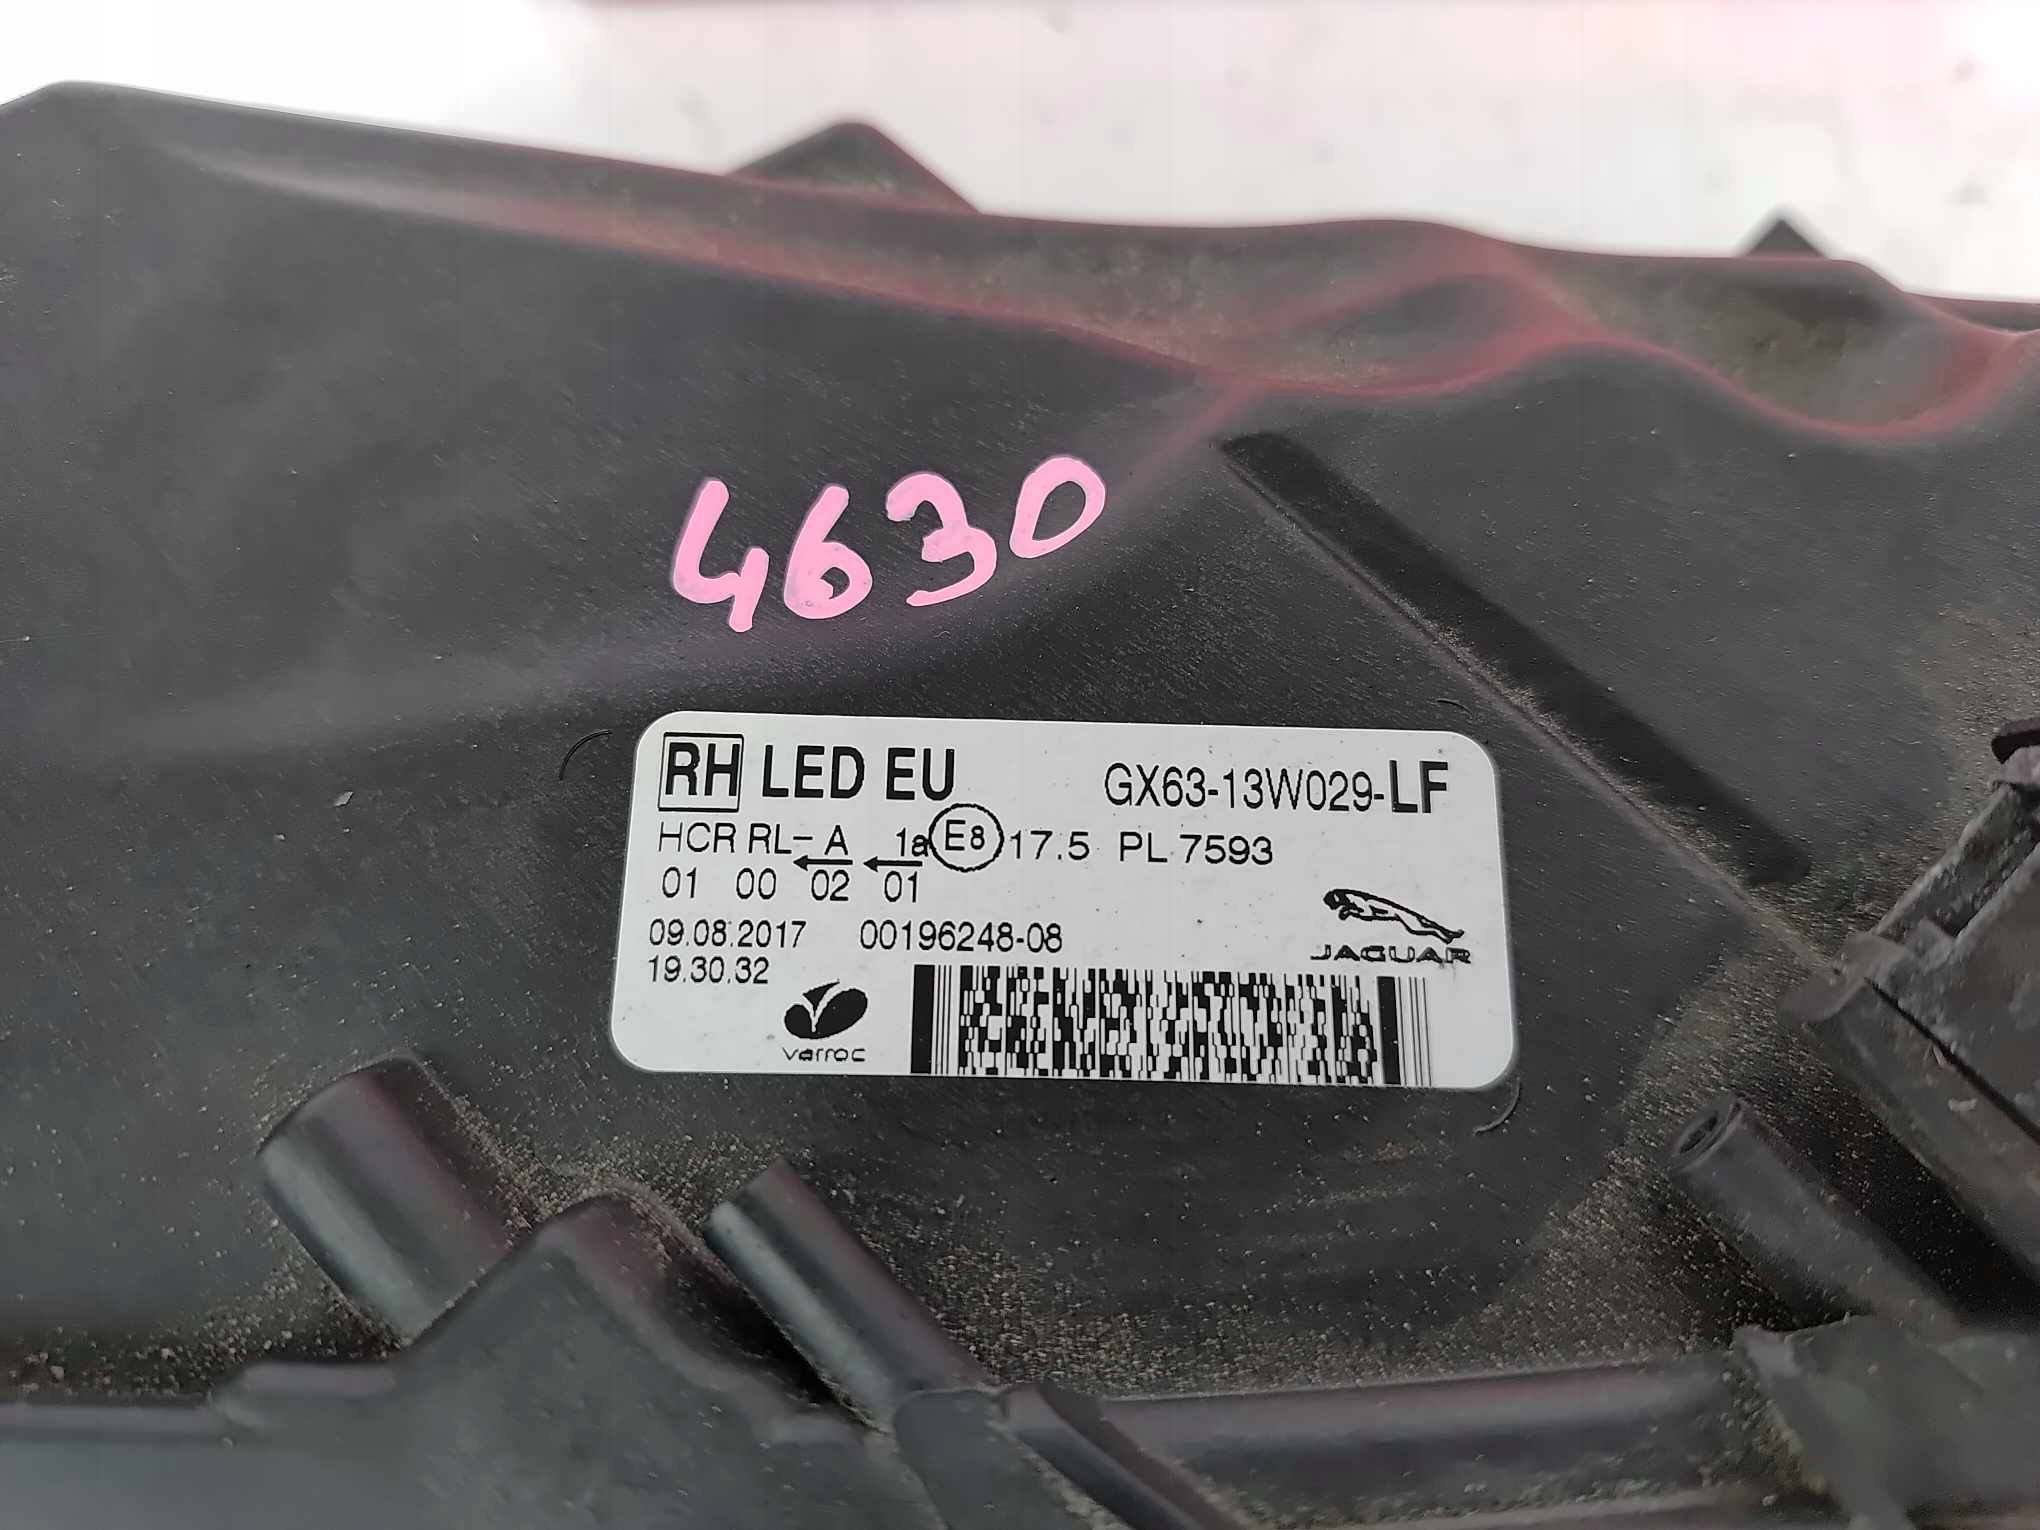 4630
RH LED EU GX63-13W029-LF
HCR RL- A 1a E8 17.5 PL 7593
01 00 02 01
09.08.2017 00196248-08
19.30.32
JAGUAR
varroc